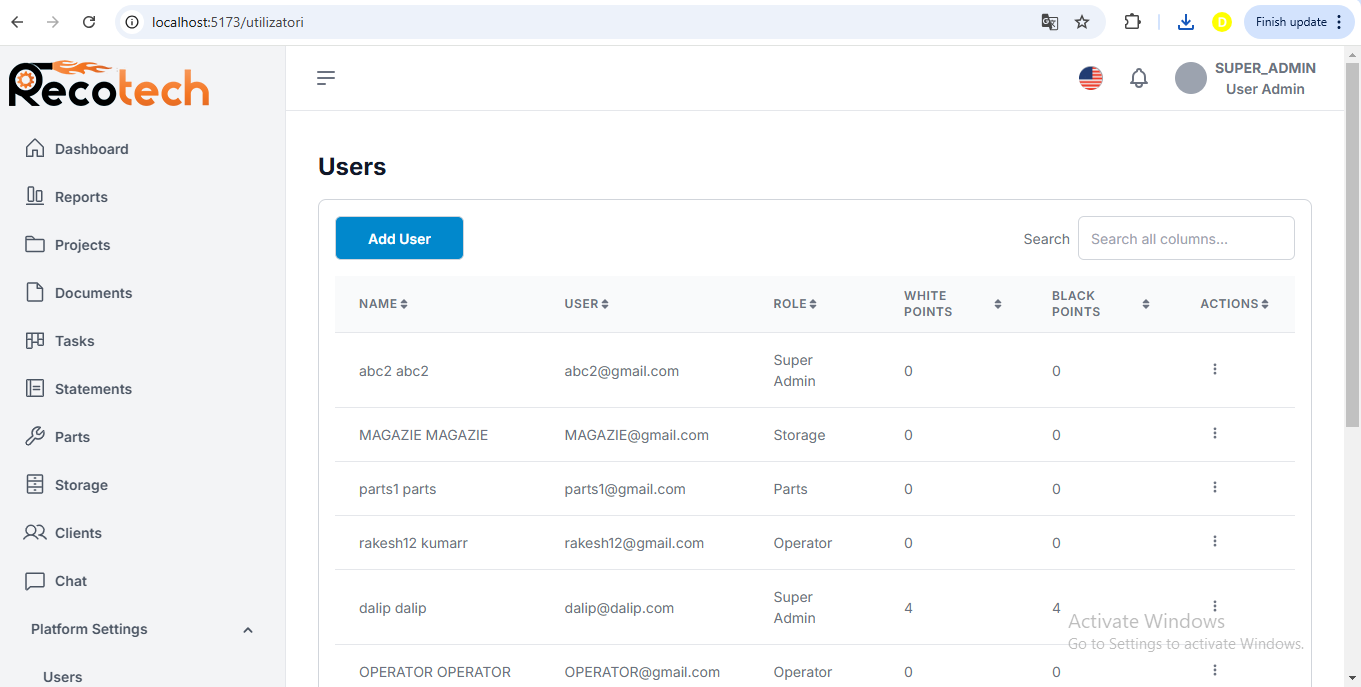 localhost:5173/utilizatori
D
Finish update
Recotech
SUPER_ADMIN
User Admin
Dashboard
Reports
Projects
Documents
Tasks
Statements
Parts
Storage
Clients
Chat
Platform Settings
Users
Users
Add User
Search
Search all columns...
NAME USER ROLE WHITE POINTS BLACK POINTS ACTIONS
abc2 abc2 abc2@gmail.com Super Admin 0 0
MAGAZIE MAGAZIE MAGAZIE@gmail.com Storage 0 0
parts1 parts parts1@gmail.com Parts 0 0
rakesh12 kumarr rakesh12@gmail.com Operator 0 0
dalip dalip dalip@dalip.com Super Admin 4 4
OPERATOR OPERATOR OPERATOR@gmail.com Operator 0 0
Activate Windows
Go to Settings to activate Windows.